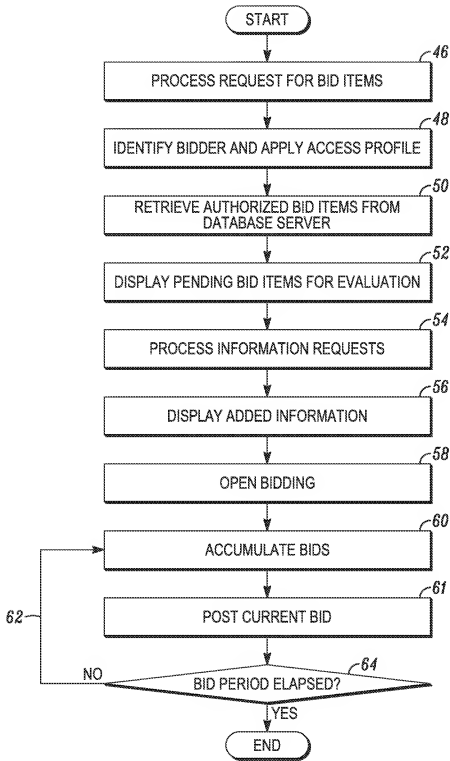 START
46
PROCESS REQUEST FOR BID ITEMS
48
IDENTIFY BIDDER AND APPLY ACCESS PROFILE
50
RETRIEVE AUTHORIZED BID ITEMS FROM
DATABASE SERVER
52
DISPLAY PENDING BID ITEMS FOR EVALUATION
54
PROCESS INFORMATION REQUESTS
56
DISPLAY ADDED INFORMATION
58
OPEN BIDDING
60
ACCUMULATE BIDS
61
62
POST CURRENT BID
64
NO
BID PERIOD ELAPSED?
YES
END